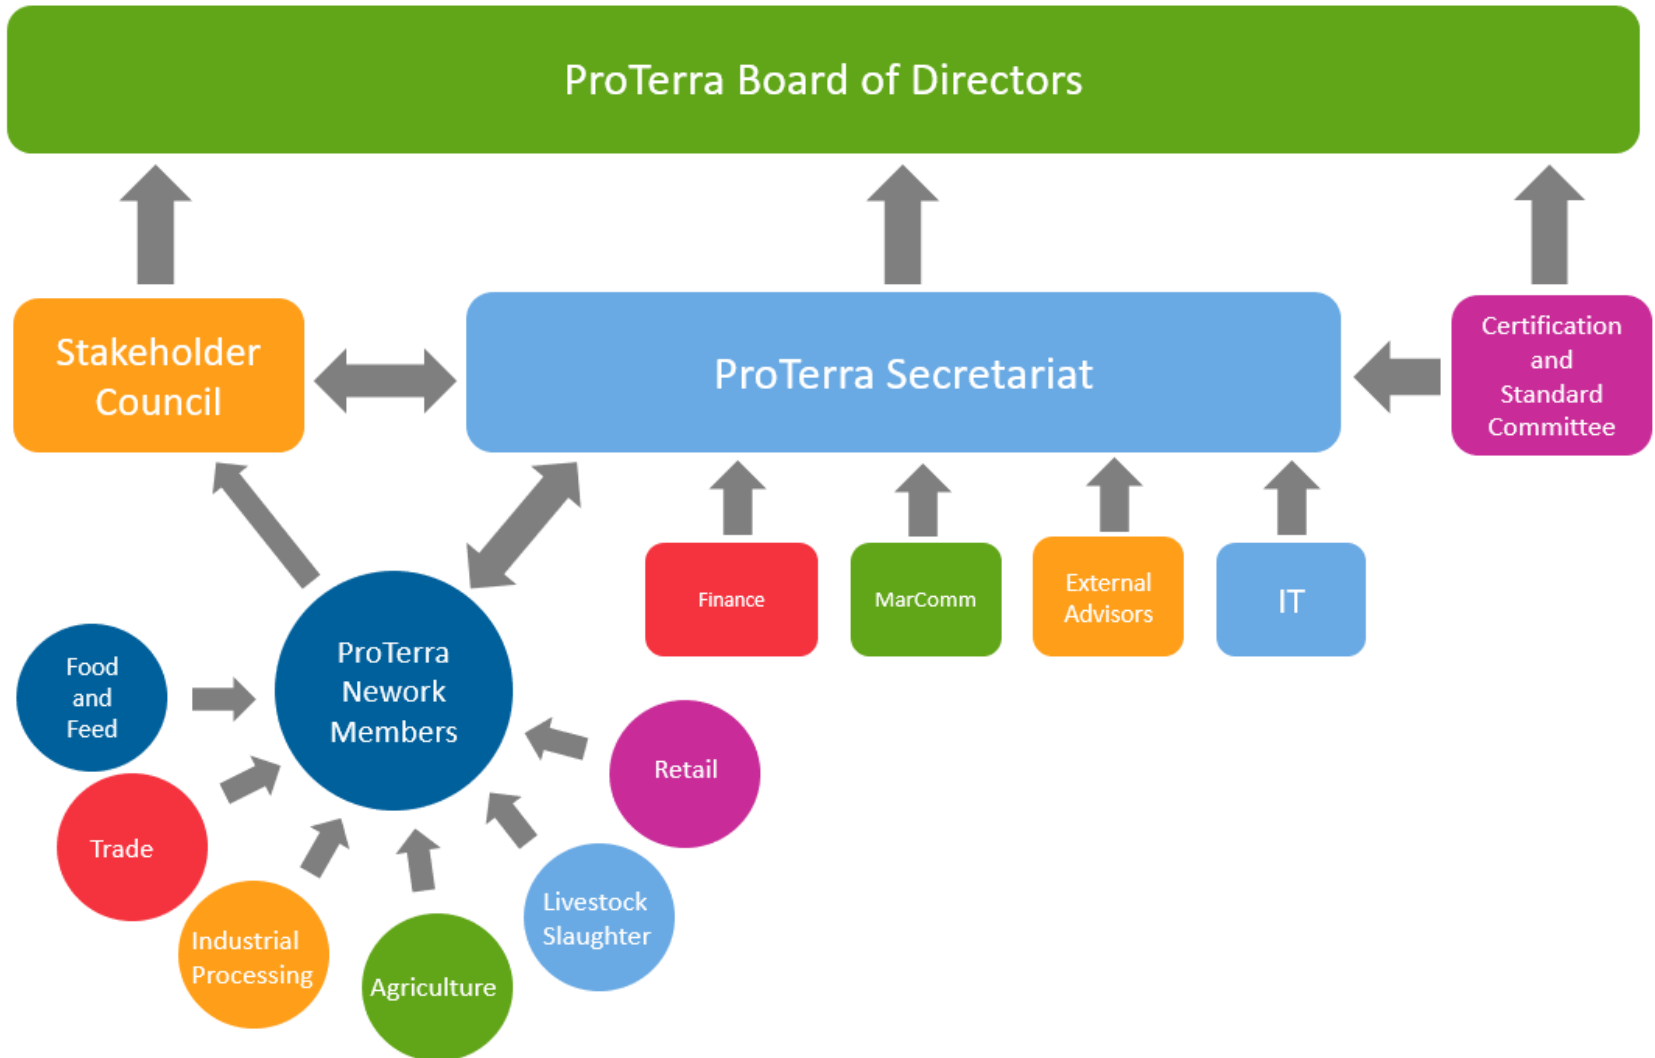 ProTerra Board of Directors
Stakeholder
Council
ProTerra Secretariat
Certification
and
Standard
Committee
Finance
MarComm
External
Advisors
IT
ProTerra
Nework
Members
Food
and
Feed
Trade
Industrial
Processing
Agriculture
Livestock
Slaughter
Retail